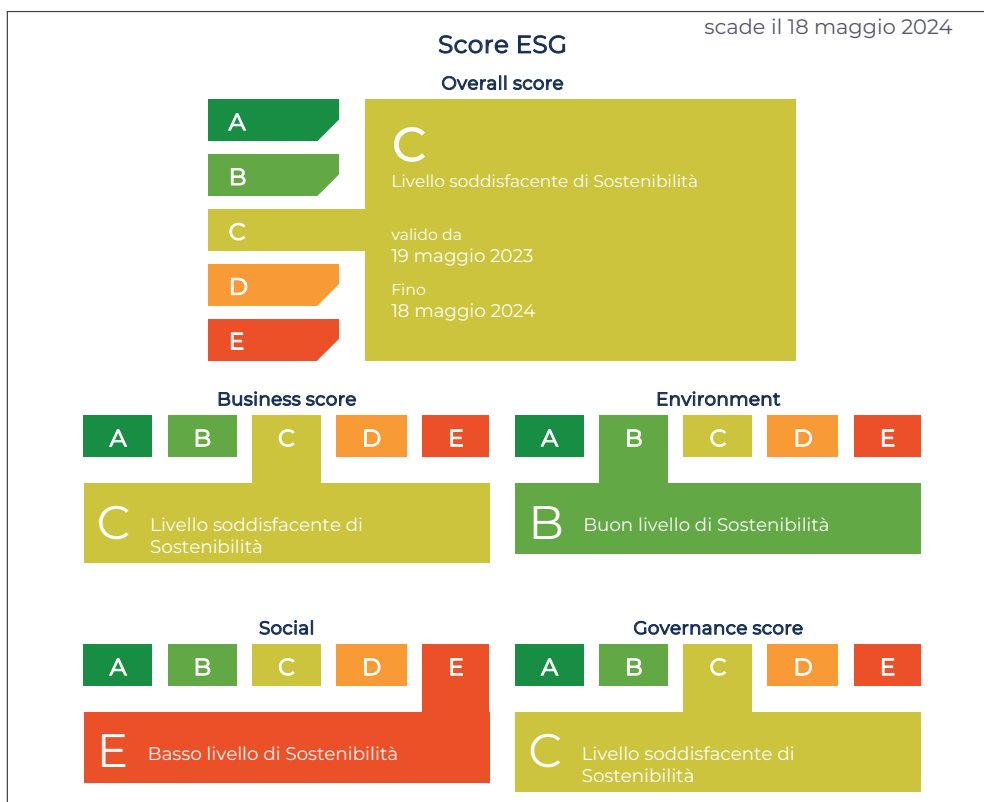 scade il 18 maggio 2024
Score ESG
Overall score
A
B
C
D
E
C
Livello soddisfacente di Sostenibilità
valido da
19 maggio 2023
Fino
18 maggio 2024
Business score
A B C D E
C Livello soddisfacente di
Sostenibilità
Environment
A B C D E
B Buon livello di Sostenibilità
Social
A B C D E
E Basso livello di Sostenibilità
Governance score
A B C D E
C Livello soddisfacente di
Sostenibilità